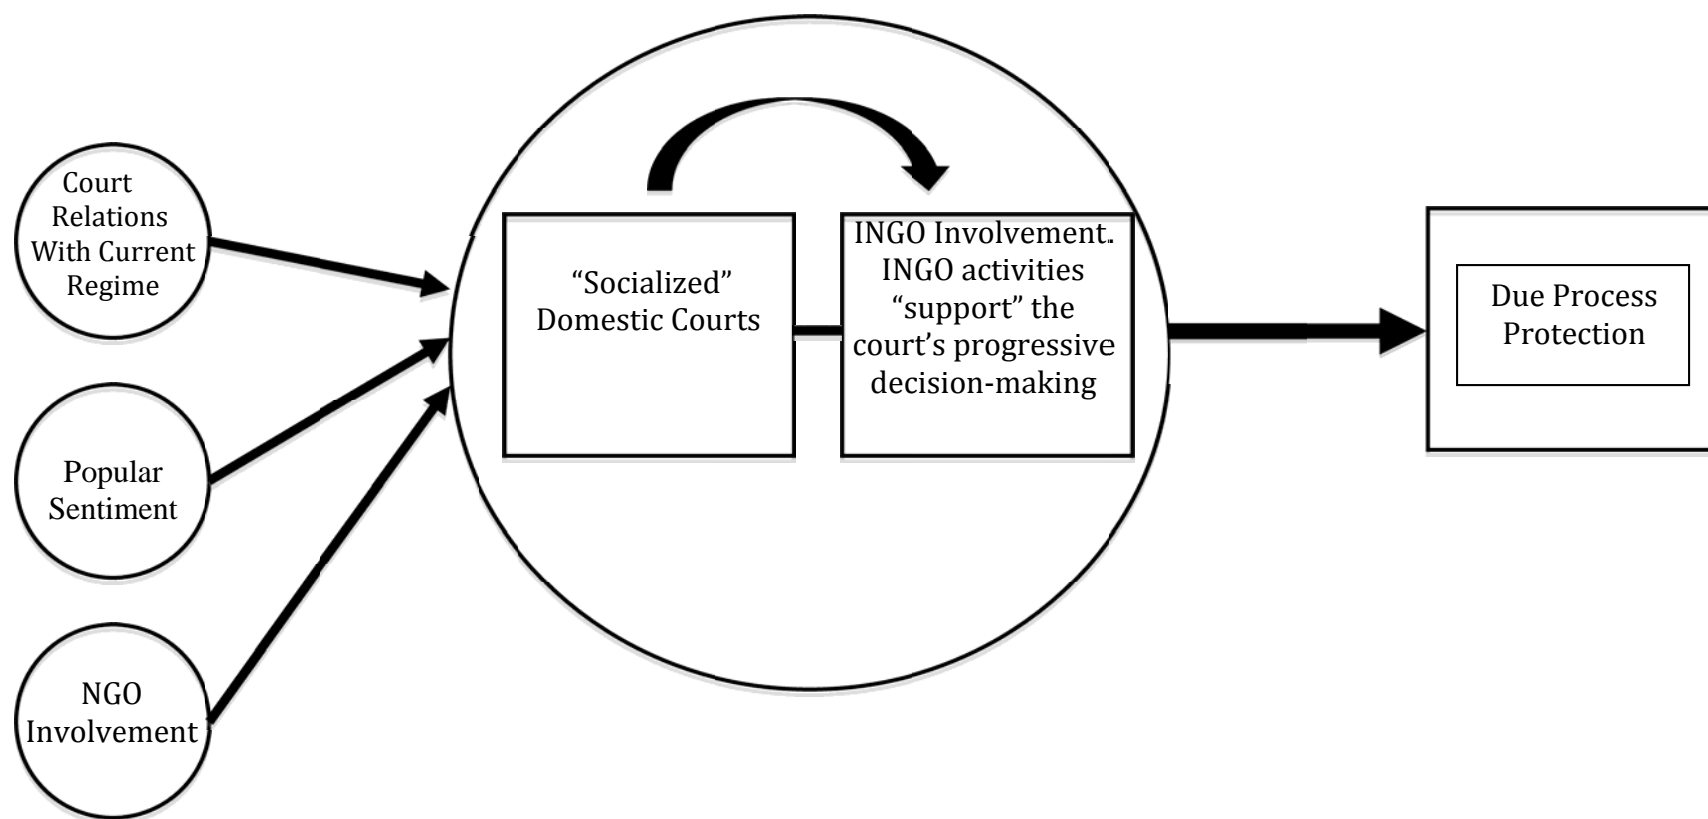 Court
Relations
With Current
Regime
Popular
Sentiment
NGO
Involvement
“Socialized”
Domestic Courts
INGO Involvement.
INGO activities
“support” the
court’s progressive
decision-making
Due Process
Protection